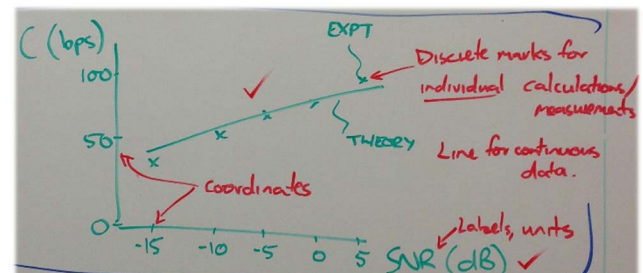 C (bps)
EXPT
100
Discrete marks for
individual calculations/
measurements
50
THEORY
Line for continuous
data.
Coordinates
0
Labels, units
-15 -10 -5 0 5 SNR (dB)